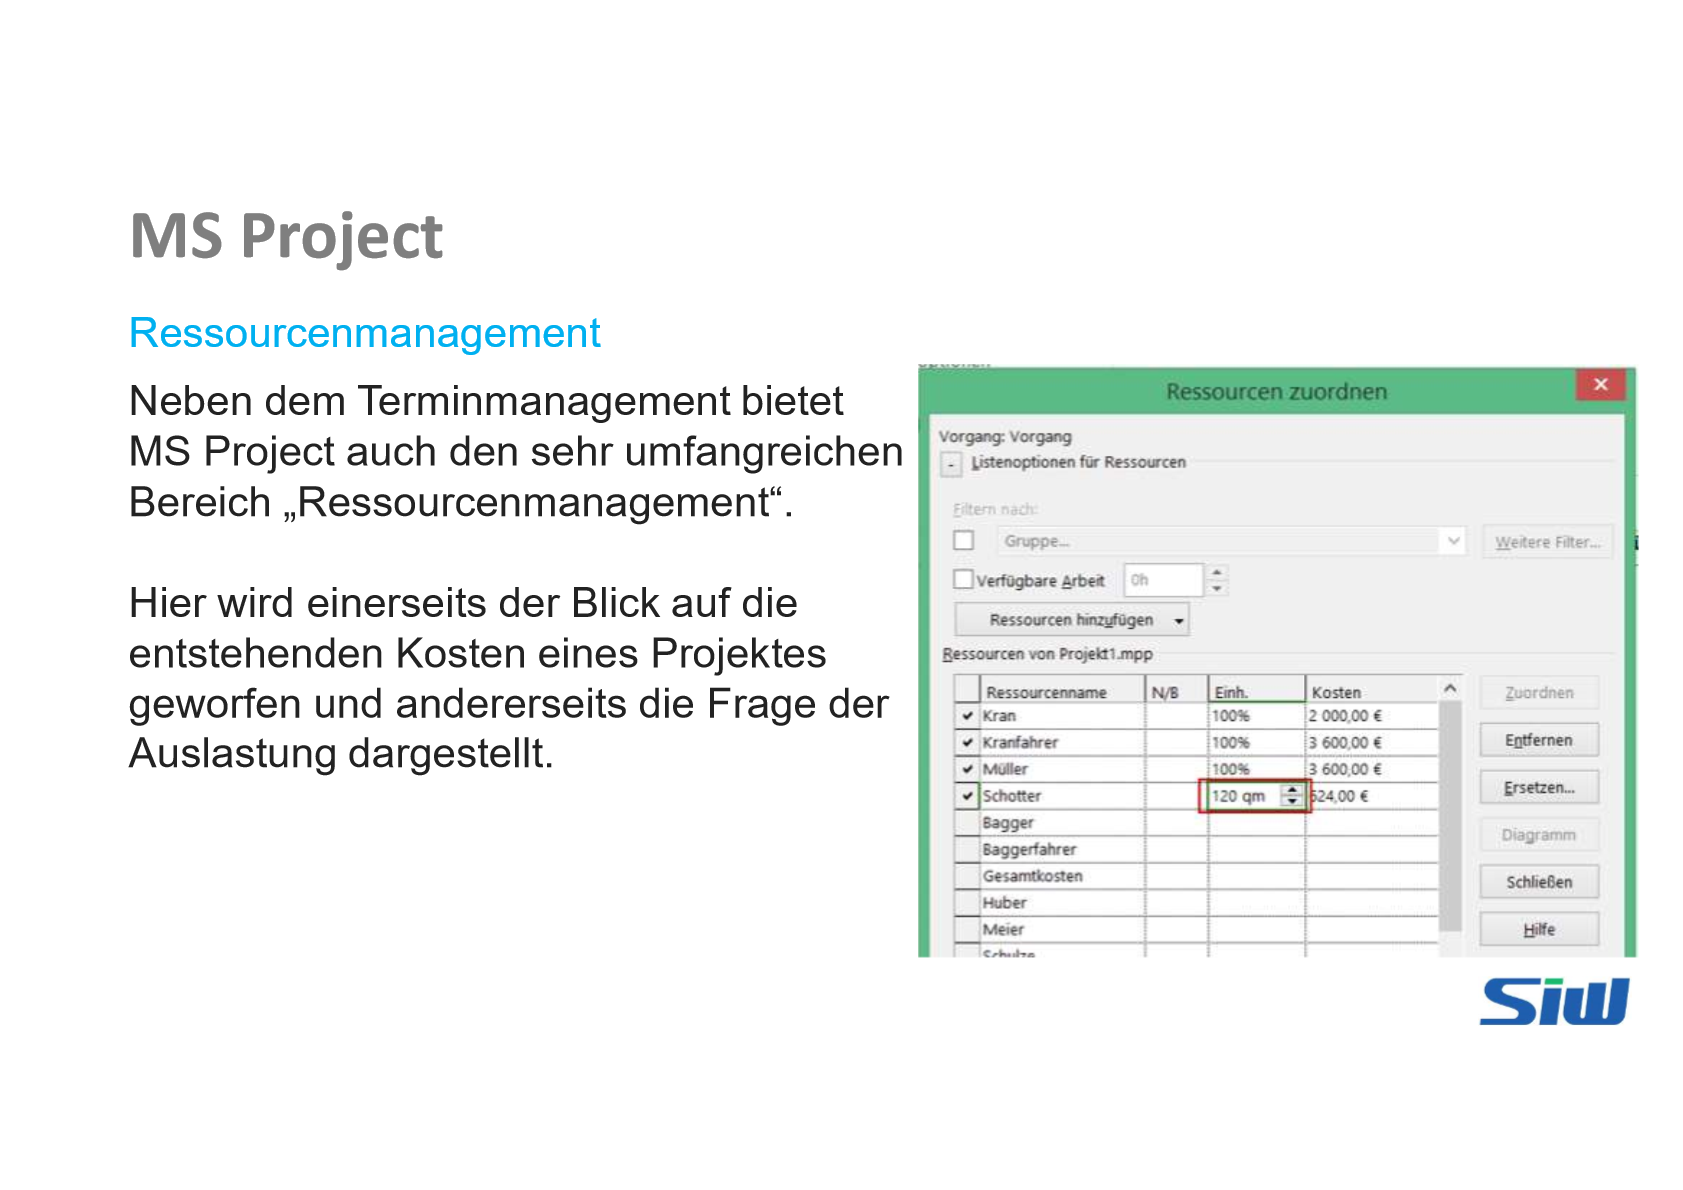 MS Project
Ressourcenmanagement
Neben dem Terminmanagement bietet
MS Project auch den sehr umfangreichen
Bereich „Ressourcenmanagement“.
Hier wird einerseits der Blick auf die
entstehenden Kosten eines Projektes
geworfen und andererseits die Frage der
Auslastung dargestellt.
Ressourcen zuordnen
Vorgang: Vorgang
- Listenoptionen für Ressourcen
Filtern nach:
Gruppe... Weitere Filter...
Verfügbare Arbeit 0h
Ressourcen hinzufügen
Ressourcen von Projekt1.mpp
Ressourcenname N/B Einh. Kosten
Kran 100% 2 000,00 €
Kranfahrer 100% 3 600,00 €
Müller 100% 3 600,00 €
Schotter 120 qm 624,00 €
Bagger
Baggerfahrer
Gesamtkosten
Huber
Meier
Schulze
Zuordnen
Entfernen
Ersetzen...
Diagramm
Schließen
Hilfe
Siw